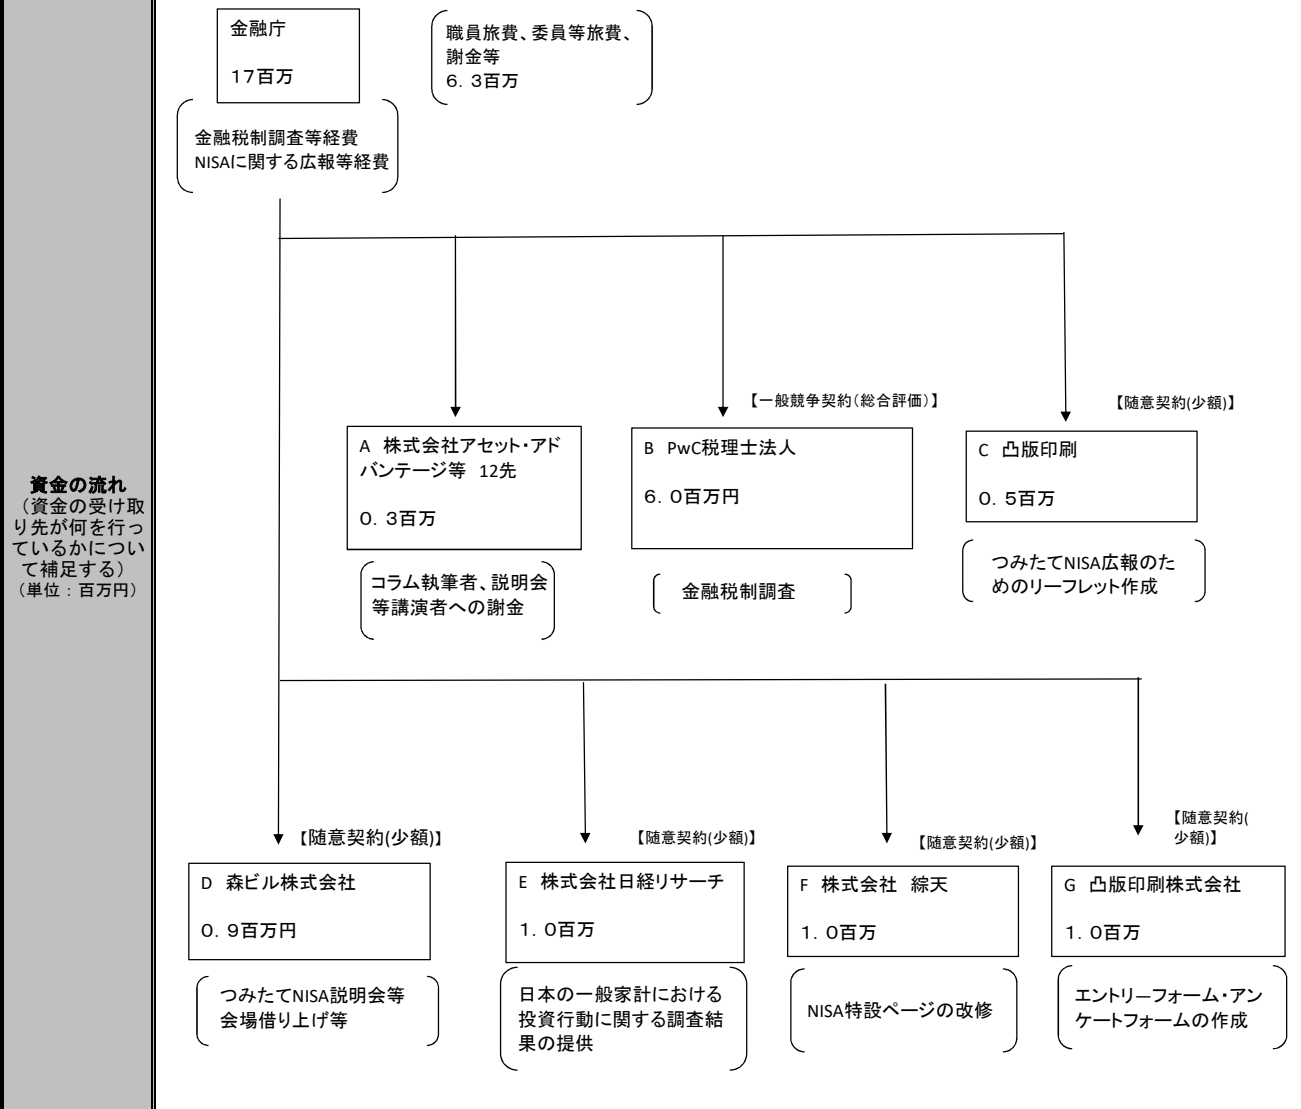 金融庁
17百万
職員旅費、委員等旅費、
謝金等
6.3百万
金融税制調査等経費
NISAに関する広報等経費
資金の流れ
（資金の受け取
り先が何を行っ
ているかについ
て補足する）
（単位：百万円）
A 株式会社アセット・アド
バンテージ等 12先
0.3百万
コラム執筆者、説明会
等講演者への謝金
【一般競争契約（総合評価）】
B PwC税理士法人
6.0百万円
金融税制調査
【随意契約(少額)】
C 凸版印刷
0.5百万
つみたてNISA広報のた
めのリーフレット作成
【随意契約(少額)】
D 森ビル株式会社
0.9百万円
つみたてNISA説明会等
会場借り上げ等
【随意契約(少額)】
E 株式会社日経リサーチ
1.0百万
日本の一般家計における
投資行動に関する調査結
果の提供
【随意契約(少額)】
F 株式会社 綜天
1.0百万
NISA特設ページの改修
【随意契約(
少額)】
G 凸版印刷株式会社
1.0百万
エントリ―フォーム・アン
ケートフォームの作成